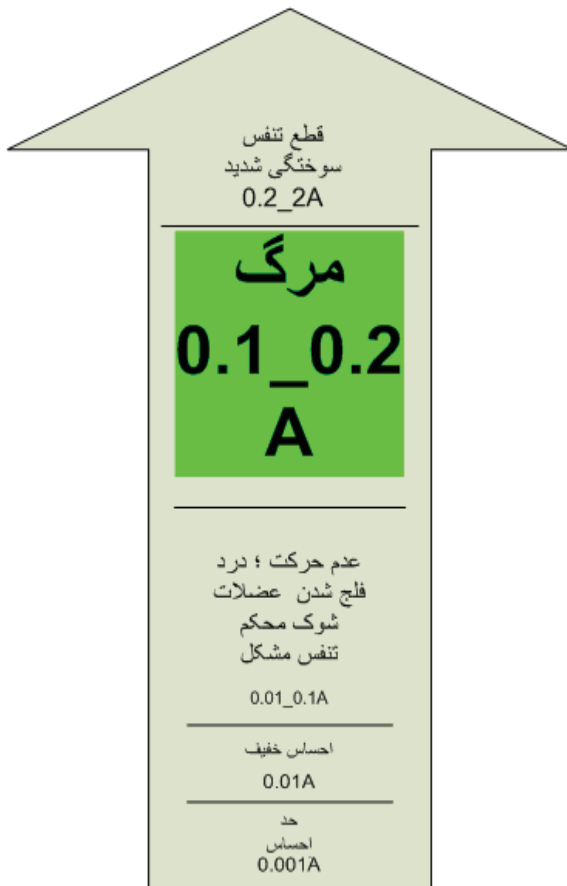 قطع تنفس
سوختگی شدید
0.2_2A
مرگ
0.1_0.2
A
عدم حرکت ؛ درد
فلج شدن عضلات
شوک محکم
تنفس مشکل
0.01_0.1A
احساس خفیف
0.01A
حد
احساس
0.001A